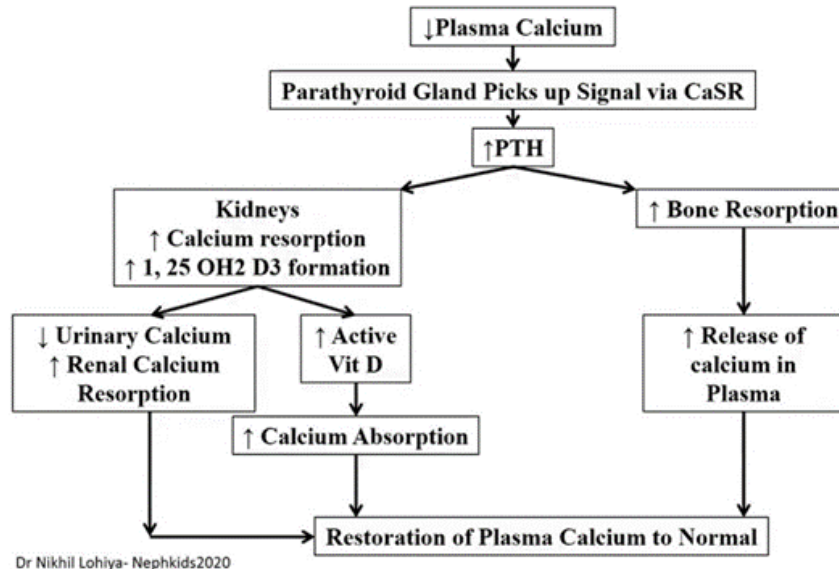 ↓Plasma Calcium
Parathyroid Gland Picks up Signal via CaSR
↑PTH
Kidneys
↑ Calcium resorption
↑ 1, 25 OH2 D3 formation
↑ Bone Resorption
↓ Urinary Calcium
↑ Renal Calcium
Resorption
↑ Active
Vit D
↑ Release of
calcium in
Plasma
↑ Calcium Absorption
Restoration of Plasma Calcium to Normal
Dr Nikhil Lohiya- Nephkids2020